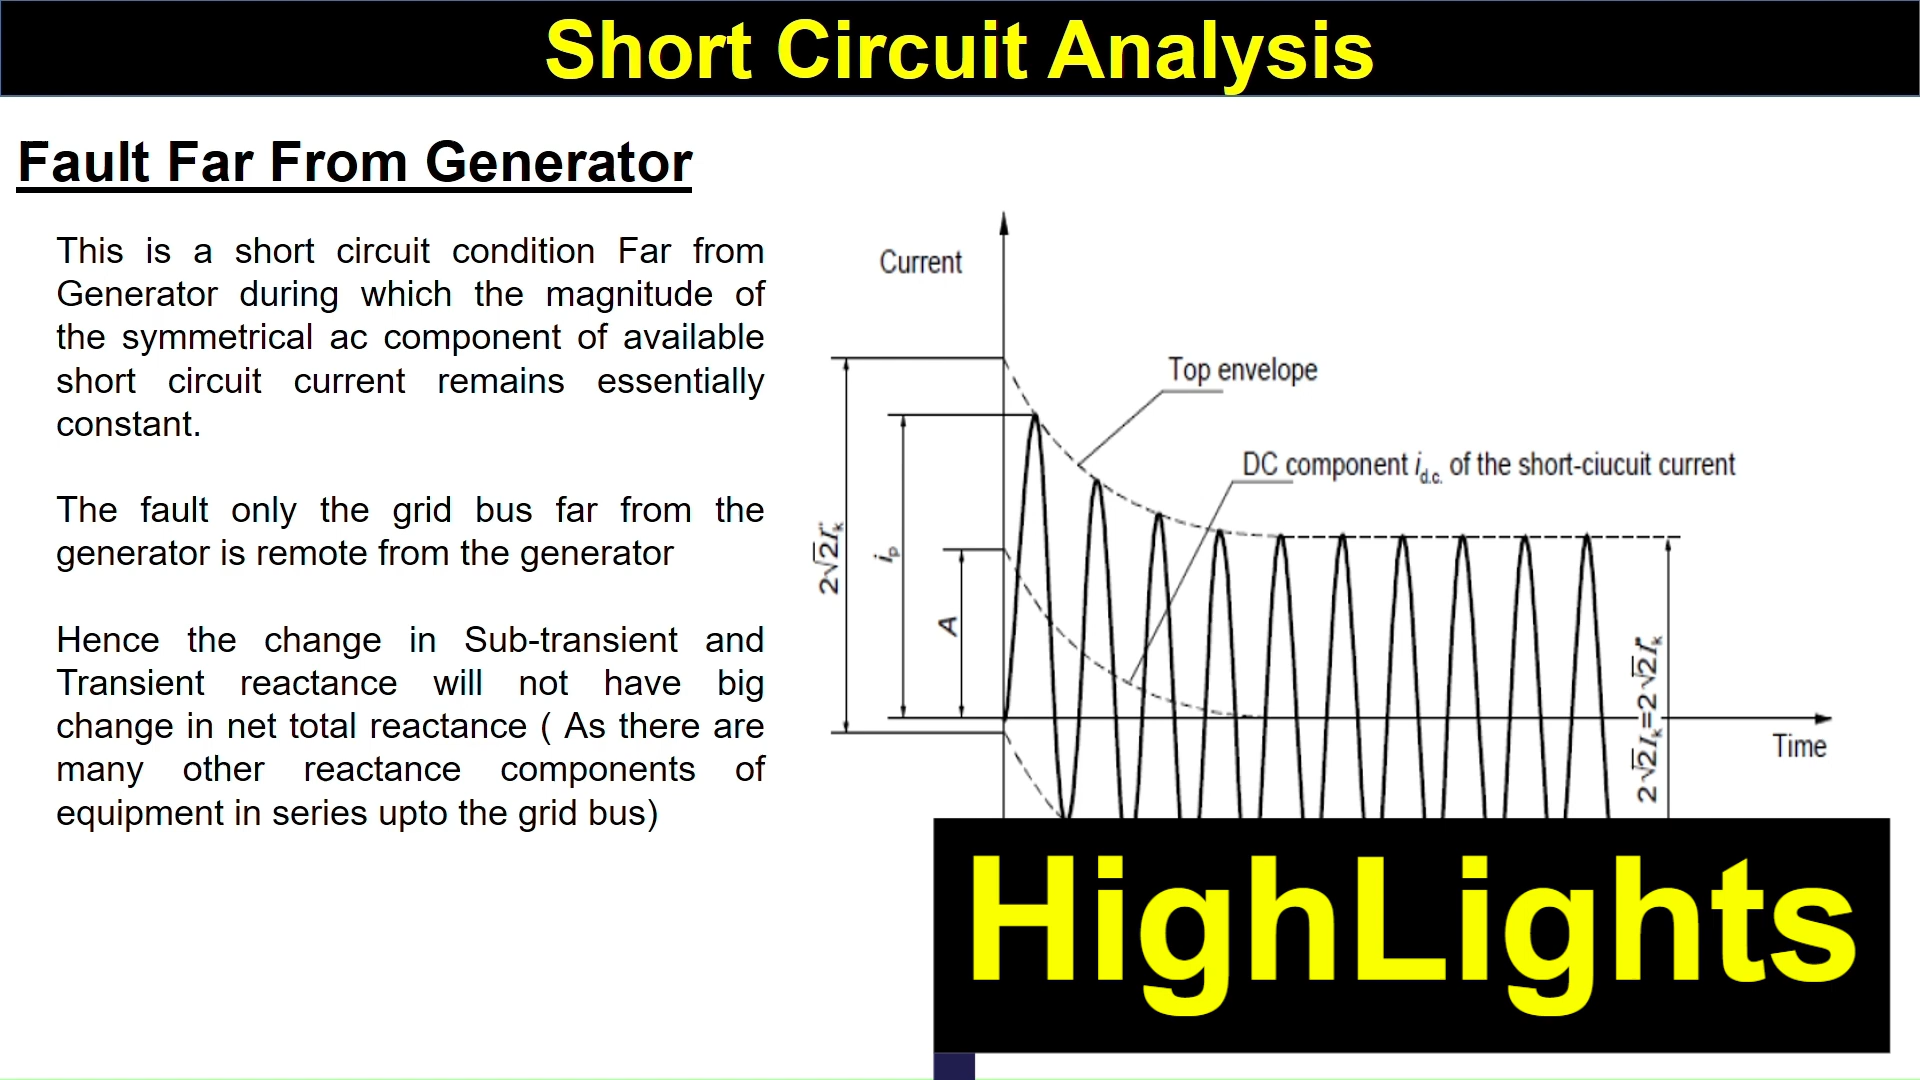 Short Circuit Analysis
Fault Far From Generator
This is a short circuit condition Far from
Generator during which the magnitude of
the symmetrical ac component of available
short circuit current remains essentially
constant.
The fault only the grid bus far from the
generator is remote from the generator
Hence the change in Sub-transient and
Transient reactance will not have big
change in net total reactance ( As there are
many other reactance components of
equipment in series upto the grid bus)
Current
Top envelope
DC component i d.c. of the short-ciucuit current
2√2I"k
ip
A
2√2Ik=2√2I"k
Time
HighLights